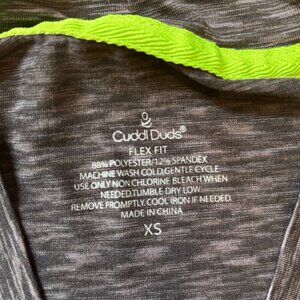 Cuddl Duds®
FLEX FIT
88% POLYESTER/12% SPANDEX
MACHINE WASH COLD,GENTLE CYCLE
USE ONLY NON CHLORINE BLEACH WHEN
NEEDED,TUMBLE DRY LOW.
REMOVE PROMPTLY, COOL IRON IF NEEDED.
MADE IN CHINA
XS